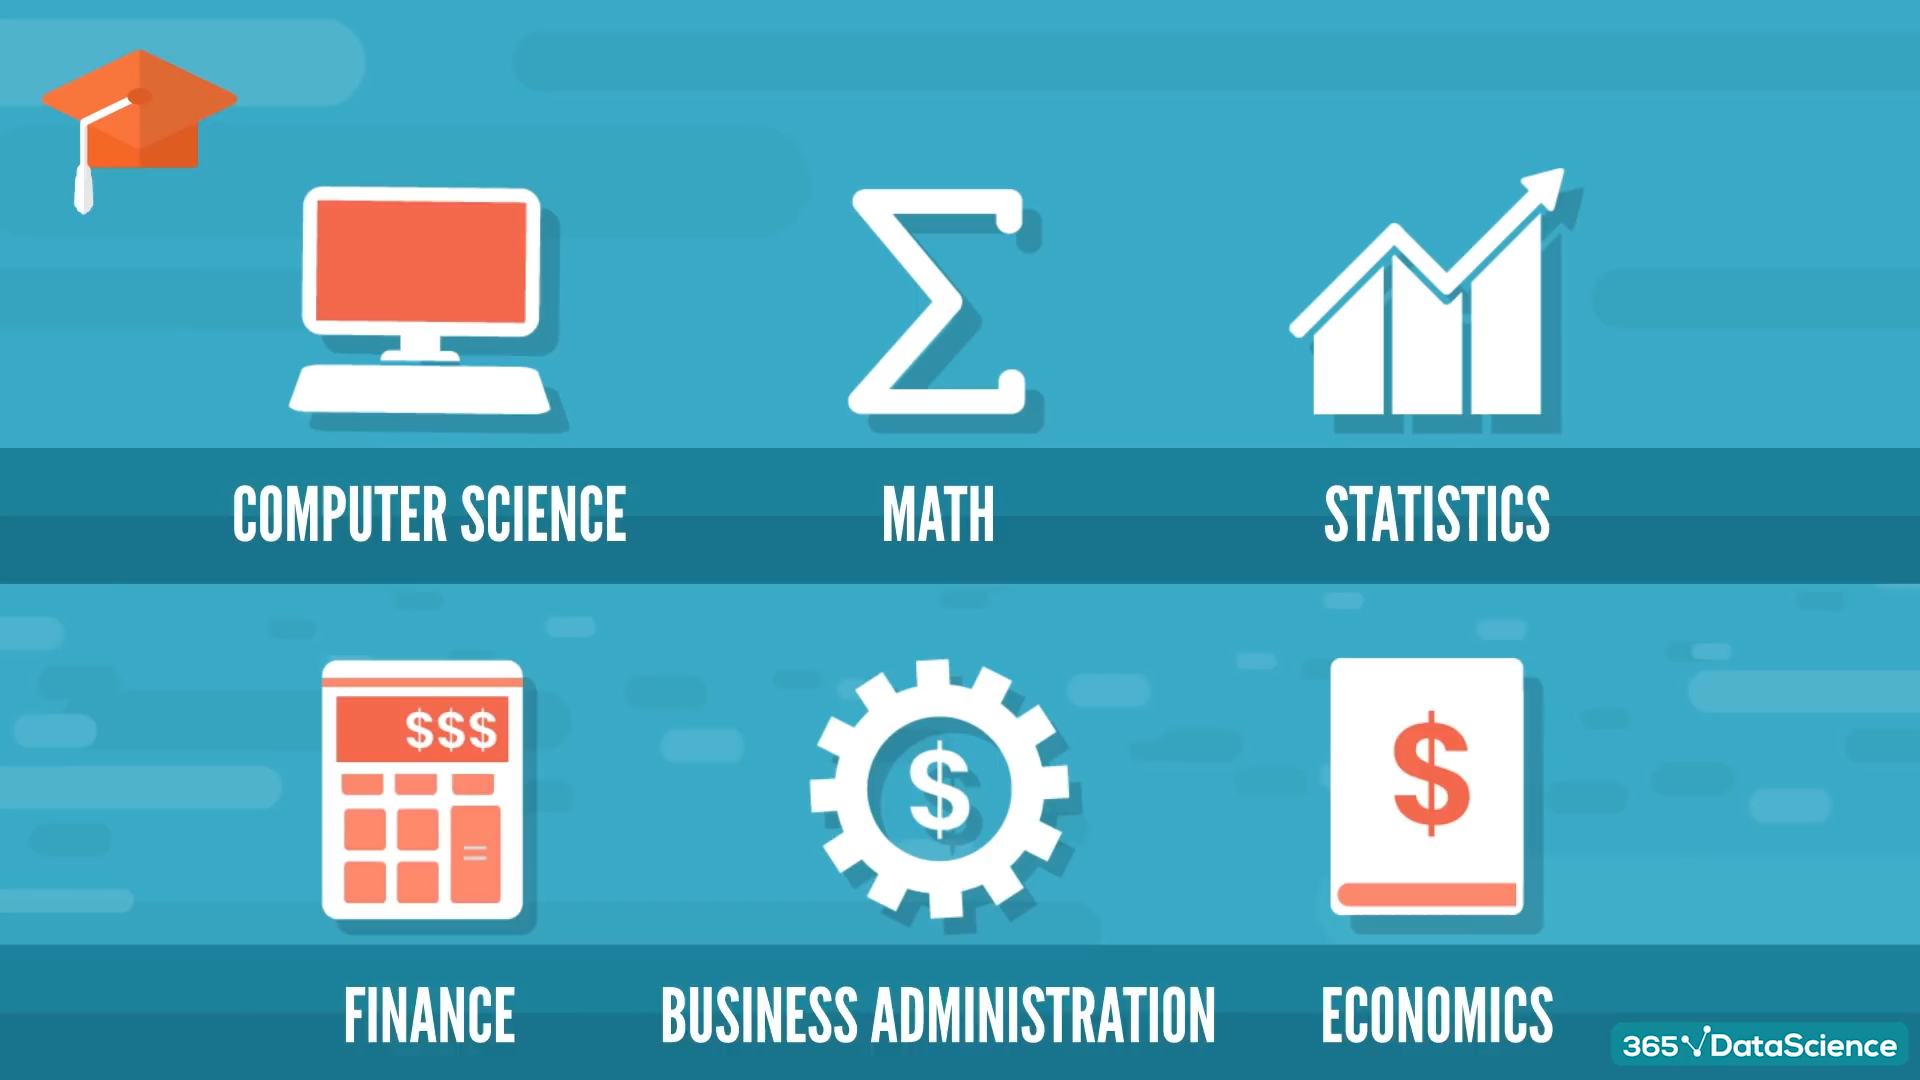 COMPUTER SCIENCE
MATH
STATISTICS
$$$
=
$
$
FINANCE
BUSINESS ADMINISTRATION
ECONOMICS
365 DataScience